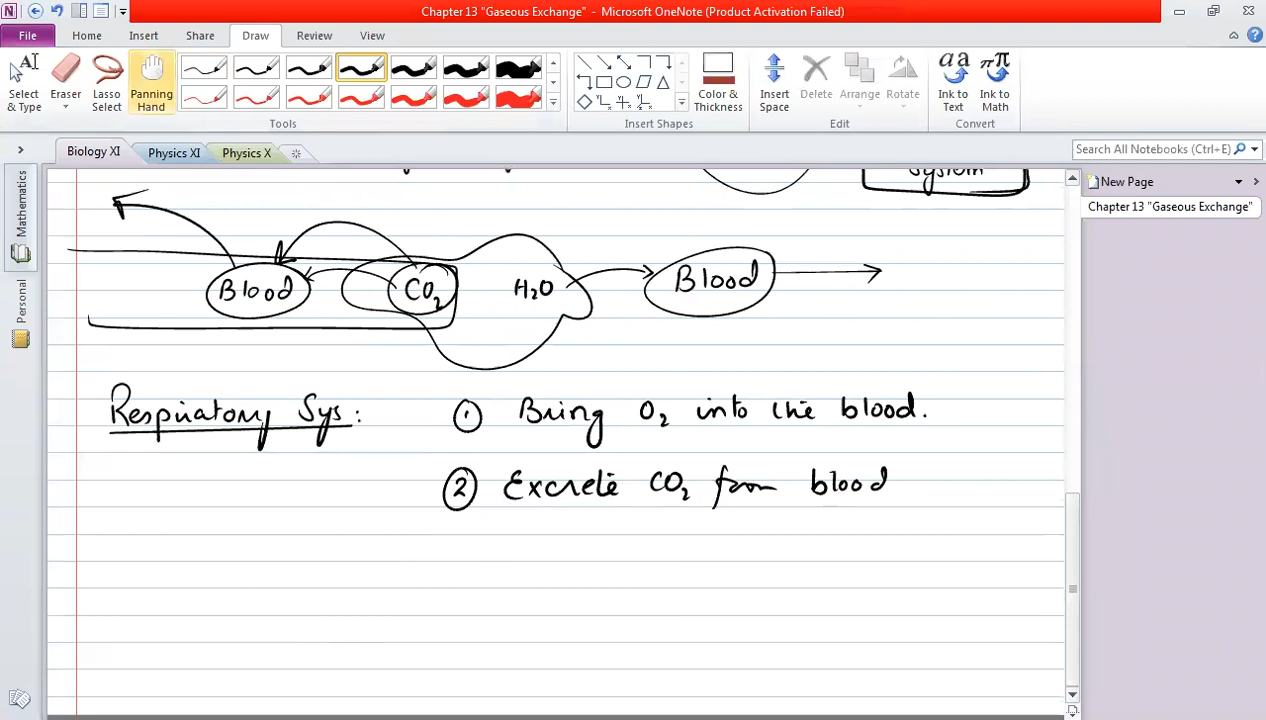 Chapter 13 "Gaseous Exchange" - Microsoft OneNote (Product Activation Failed)
File Home Insert Share Draw Review View
Select & Type
Eraser
Lasso Select
Panning Hand
Color & Thickness
Insert Space
Delete
Arrange
Rotate
Ink to Text
Ink to Math
Tools
Insert Shapes
Edit
Convert
Biology XI Physics XI Physics X
Search All Notebooks (Ctrl+E)
Mathematics
Personal
New Page
Chapter 13 "Gaseous Exchange"
System
Blood CO2 H2O Blood
Respiratory Sys: ① Bring O2 into the blood.
② Excrete CO2 from blood